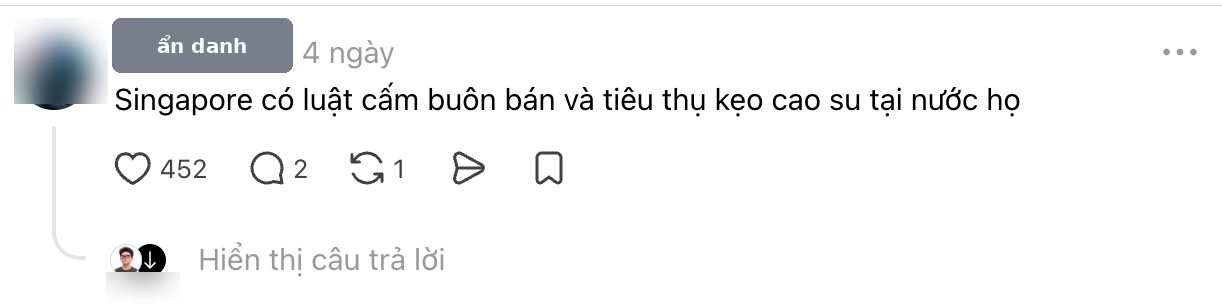 ẩn danh 4 ngày
Singapore có luật cấm buôn bán và tiêu thụ kẹo cao su tại nước họ
452 2 1
Hiển thị câu trả lời